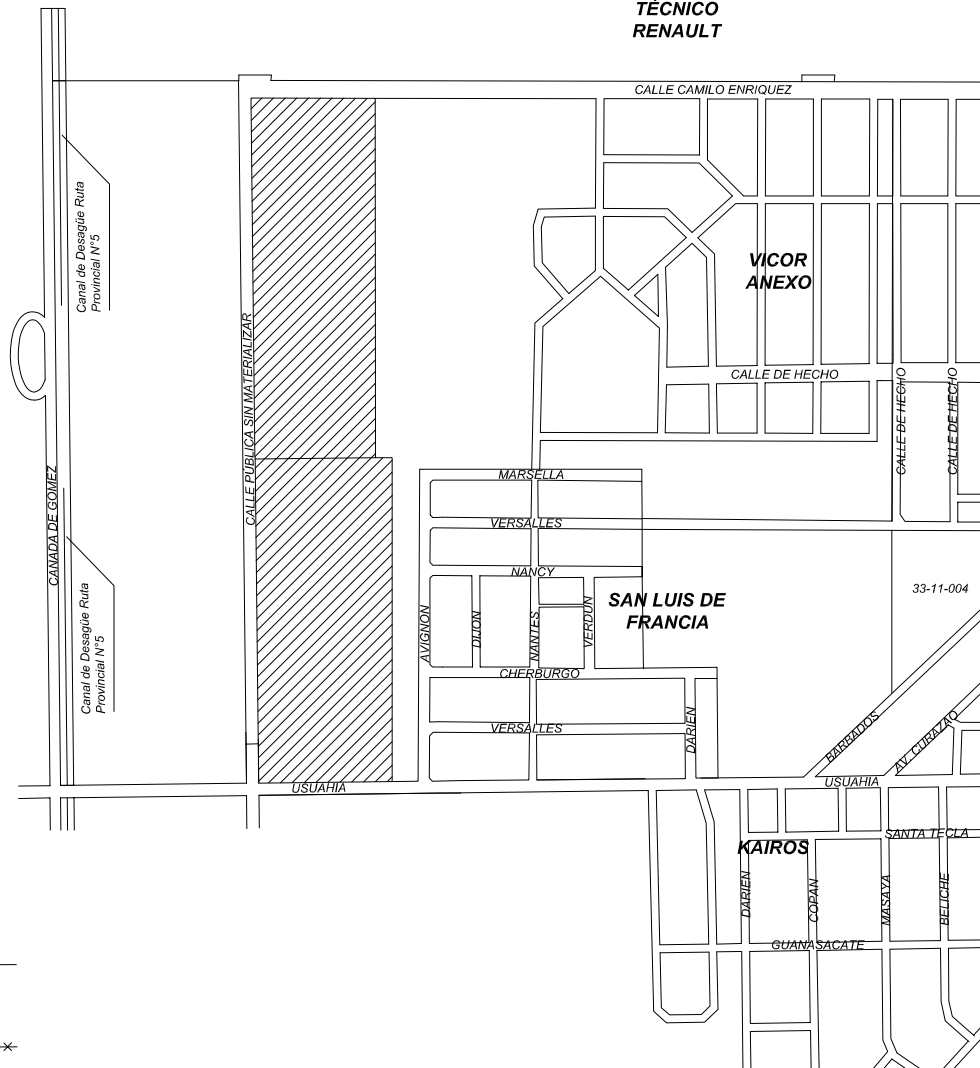 TÉCNICO
RENAULT
CALLE CAMILO ENRIQUEZ
Canal de Desagüe Ruta
Provincial N°5
VICOR
ANEXO
CALLE PUBLICA SIN MATERIALIZAR
CALLE DE HECHO
CALLE DE HECHO
CALLE DE HECHO
CANADA DE GOMEZ
MARSELLA
VERSALLES
NANCY
Canal de Desagüe Ruta
Provincial N°5
AVIGNON
DIJON
NANTES
VERDUN
SAN LUIS DE
FRANCIA
33-11-004
CHERBURGO
VERSALLES
DARIEN
BARBADOS
AV. CURAZAO
USUAHIA
USUAHIA
SANTA TECLA
KAIROS
DARIEN
COPAN
MASAYA
BELICHE
GUANASACATE